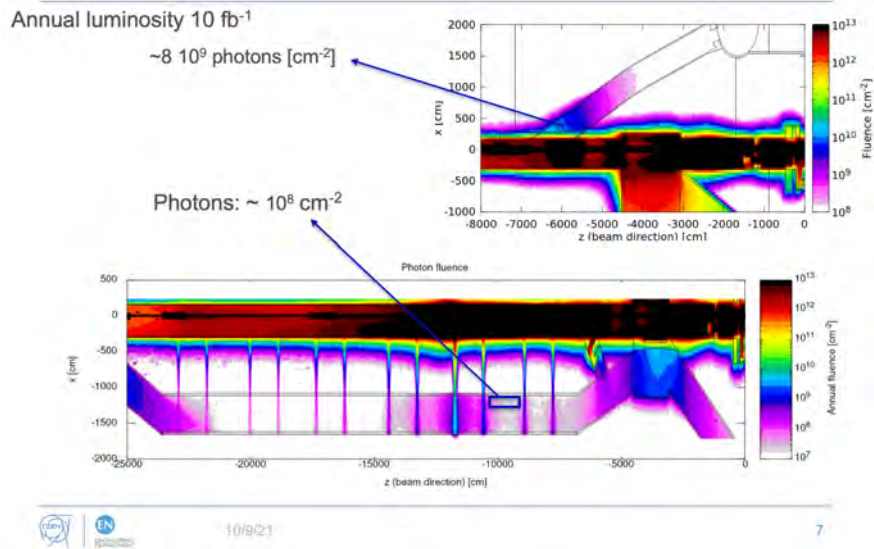 Annual luminosity 10 fb⁻¹
~8 10⁹ photons [cm⁻²]
2000
1500
1000
500
0
-500
-1000
x [cm]
-8000 -7000 -6000 -5000 -4000 -3000 -2000 -1000 0
z (beam direction) [cm]
10¹³
10¹²
10¹¹
10¹⁰
10⁹
10⁸
Fluence [cm⁻²]
Photons: ~ 10⁸ cm⁻²
Photon fluence
500
0
-500
-1000
-1500
-2000
x [cm]
-25000 -20000 -15000 -10000 -5000 0
z (beam direction) [cm]
10¹³
10¹²
10¹¹
10¹⁰
10⁹
10⁸
10⁷
Annual fluence [cm⁻²]
CERN
EN
ENGINEERING
DEPARTMENT
10/9/21
7